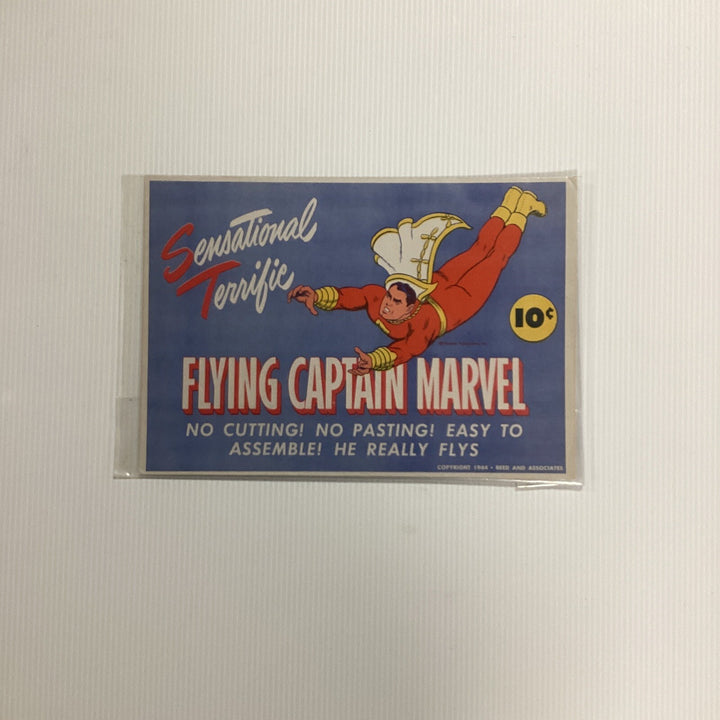 Sensational
Terrific
10¢
FLYING CAPTAIN MARVEL
NO CUTTING! NO PASTING! EASY TO
ASSEMBLE! HE REALLY FLYS
COPYRIGHT 1944 • REED AND ASSOCIATES